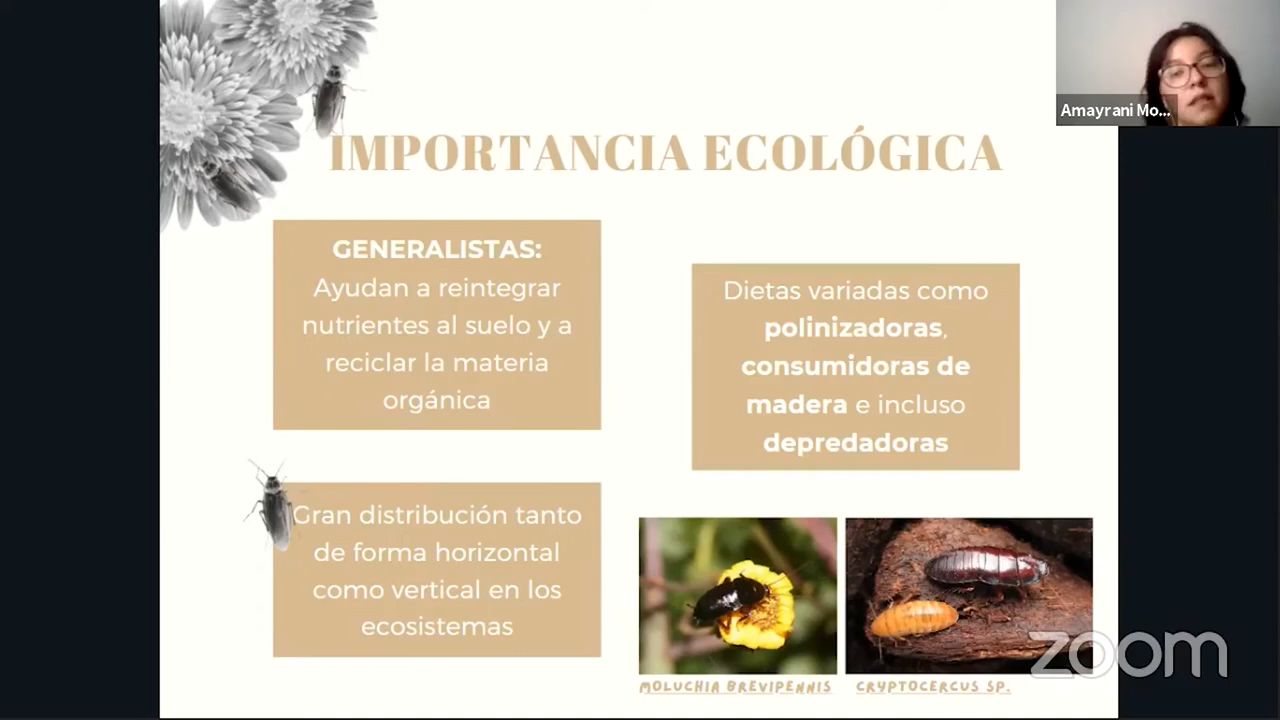 IMPORTANCIA ECOLÓGICA
GENERALISTAS:
Ayudan a reintegrar
nutrientes al suelo y a
reciclar la materia
orgánica
Dietas variadas como
polinizadoras,
consumidoras de
madera e incluso
depredadoras
Gran distribución tanto
de forma horizontal
como vertical en los
ecosistemas
MOLUCHIA BREVIPENNIS
CRYPTOCERCUS SP.
Amayrani Mo...
zoom